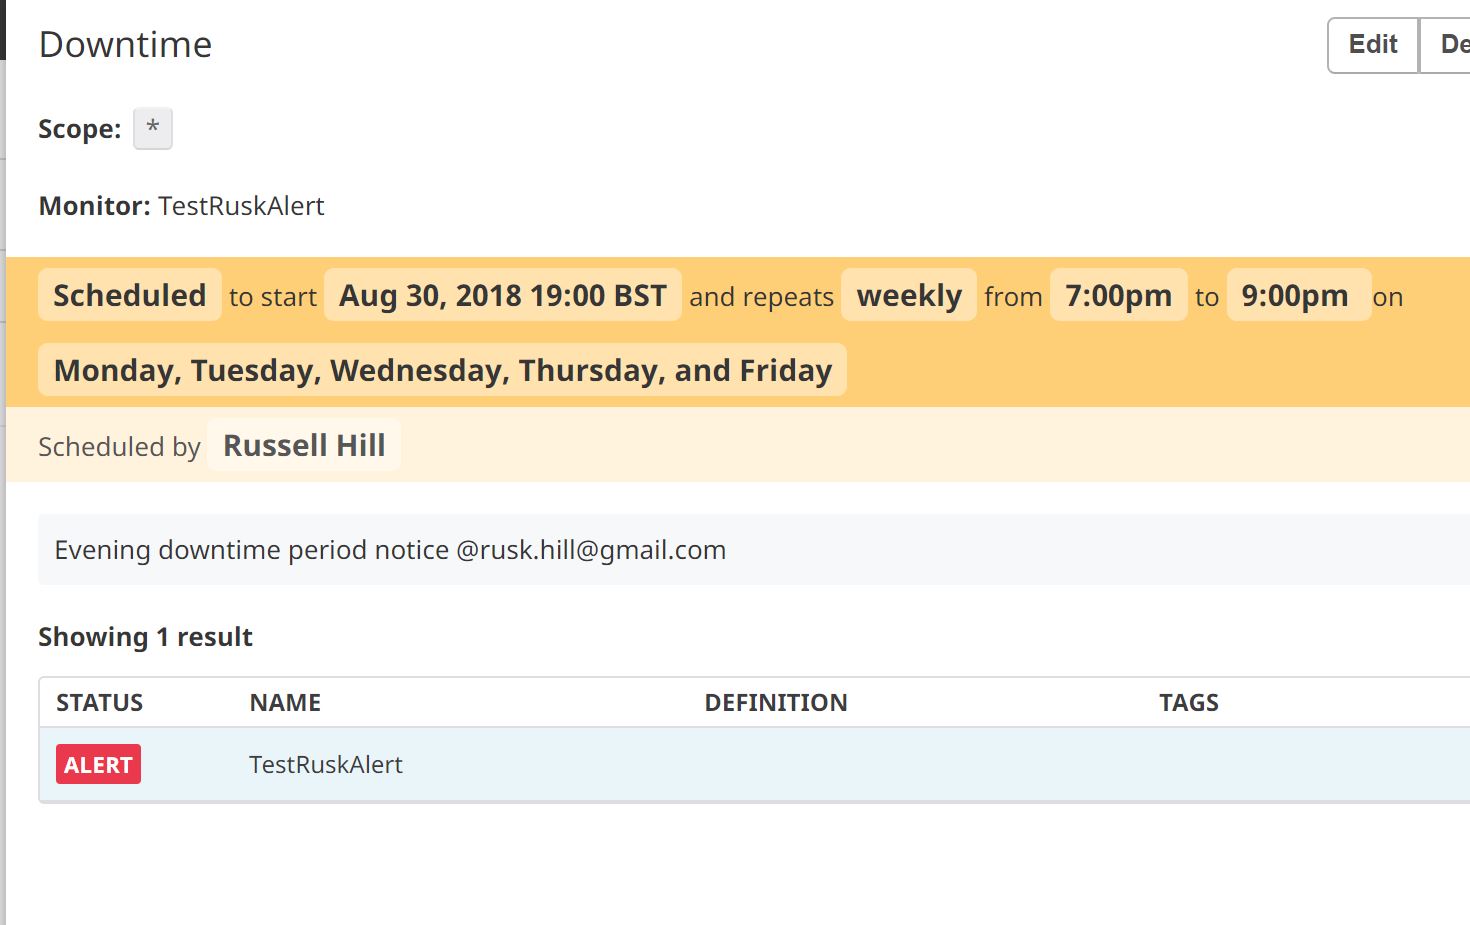 Downtime
Edit
De
Scope: *
Monitor: TestRuskAlert
Scheduled to start Aug 30, 2018 19:00 BST and repeats weekly from 7:00pm to 9:00pm on
Monday, Tuesday, Wednesday, Thursday, and Friday
Scheduled by Russell Hill
Evening downtime period notice @rusk.hill@gmail.com
Showing 1 result
STATUS NAME DEFINITION TAGS
ALERT TestRuskAlert